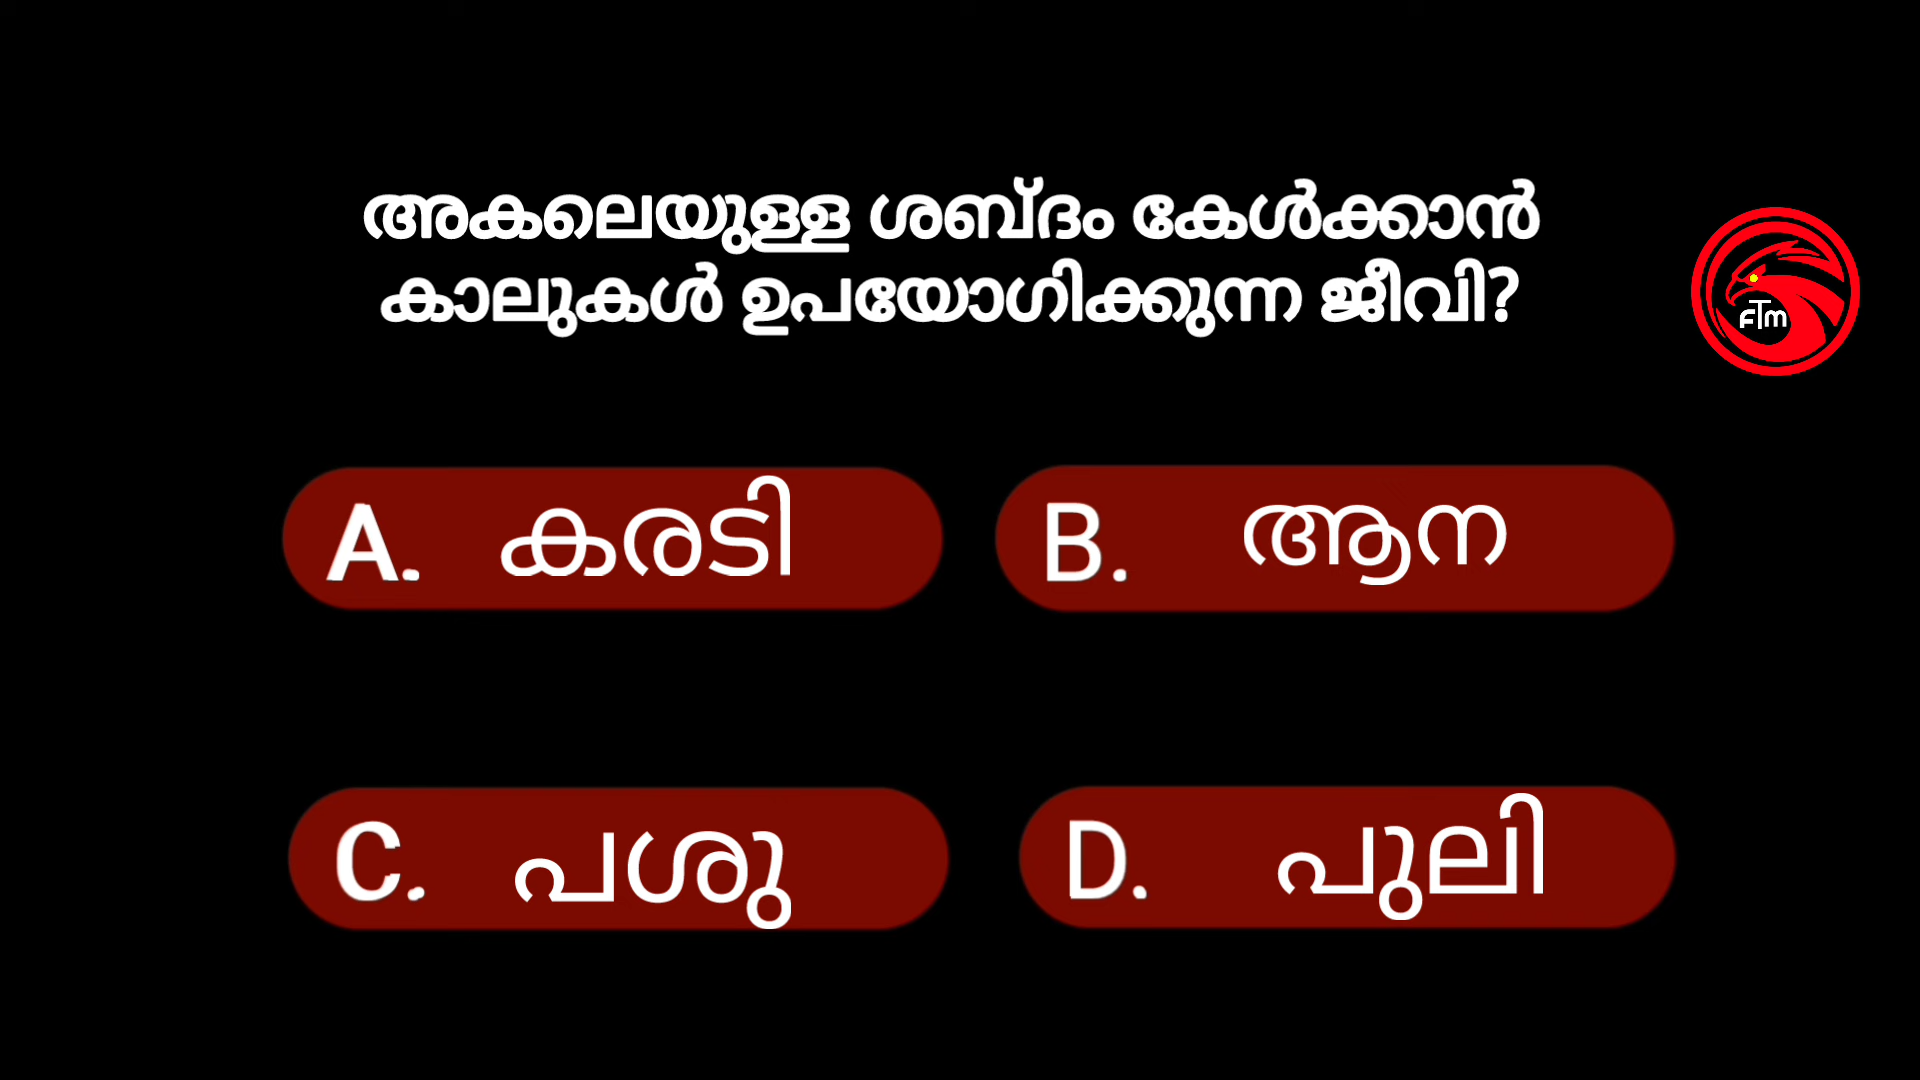 അകലെയുള്ള ശബ്ദം കേൾക്കാൻ
കാലുകൾ ഉപയോഗിക്കുന്ന ജീവി?
FTM
A. കരടി
B. ആന
C. പശു
D. പുലി